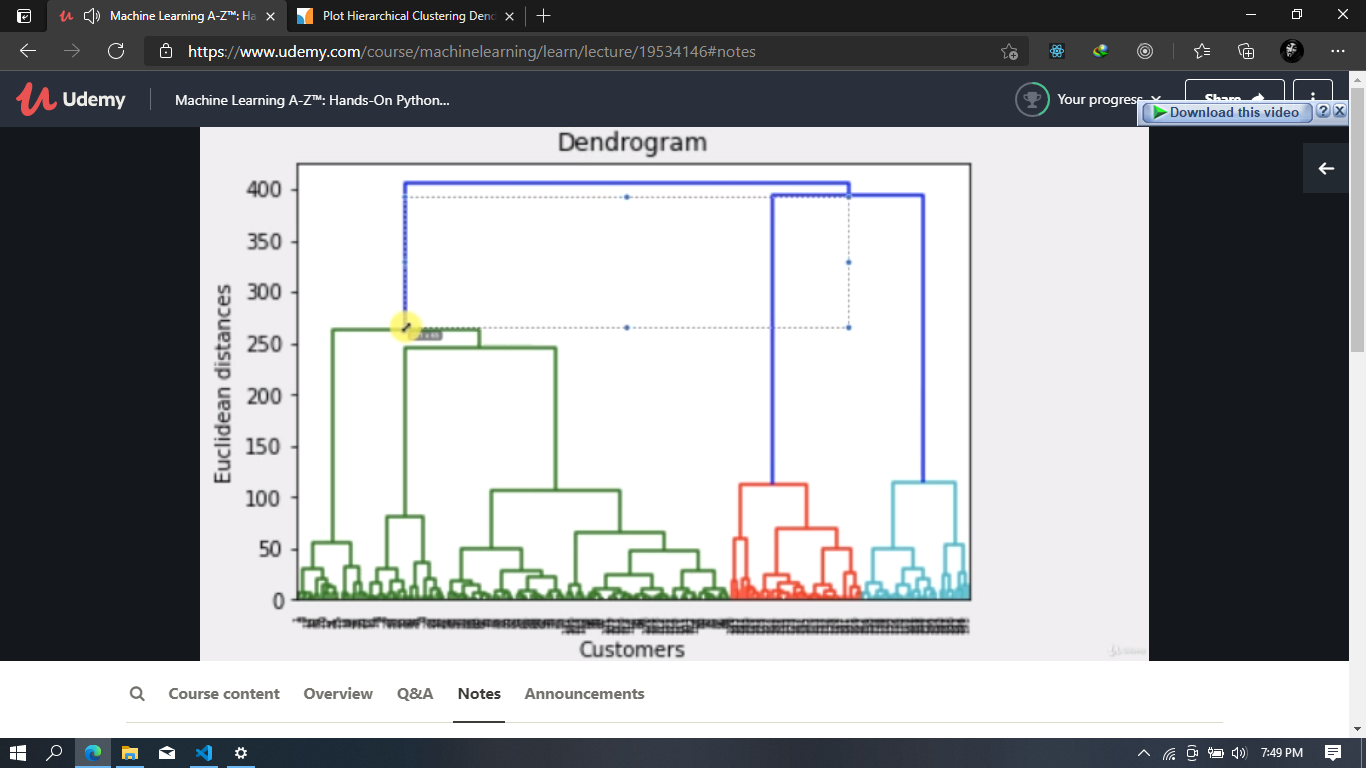 Machine Learning A-Z™: Ha
Plot Hierarchical Clustering Dend
https://www.udemy.com/course/machinelearning/learn/lecture/19534146#notes
Udemy
Machine Learning A-Z™: Hands-On Python...
Your progress
Share
Download this video
Dendrogram
400
350
300
250
200
150
100
50
0
Euclidean distances
Customers
Course content
Overview
Q&A
Notes
Announcements
7:49 PM